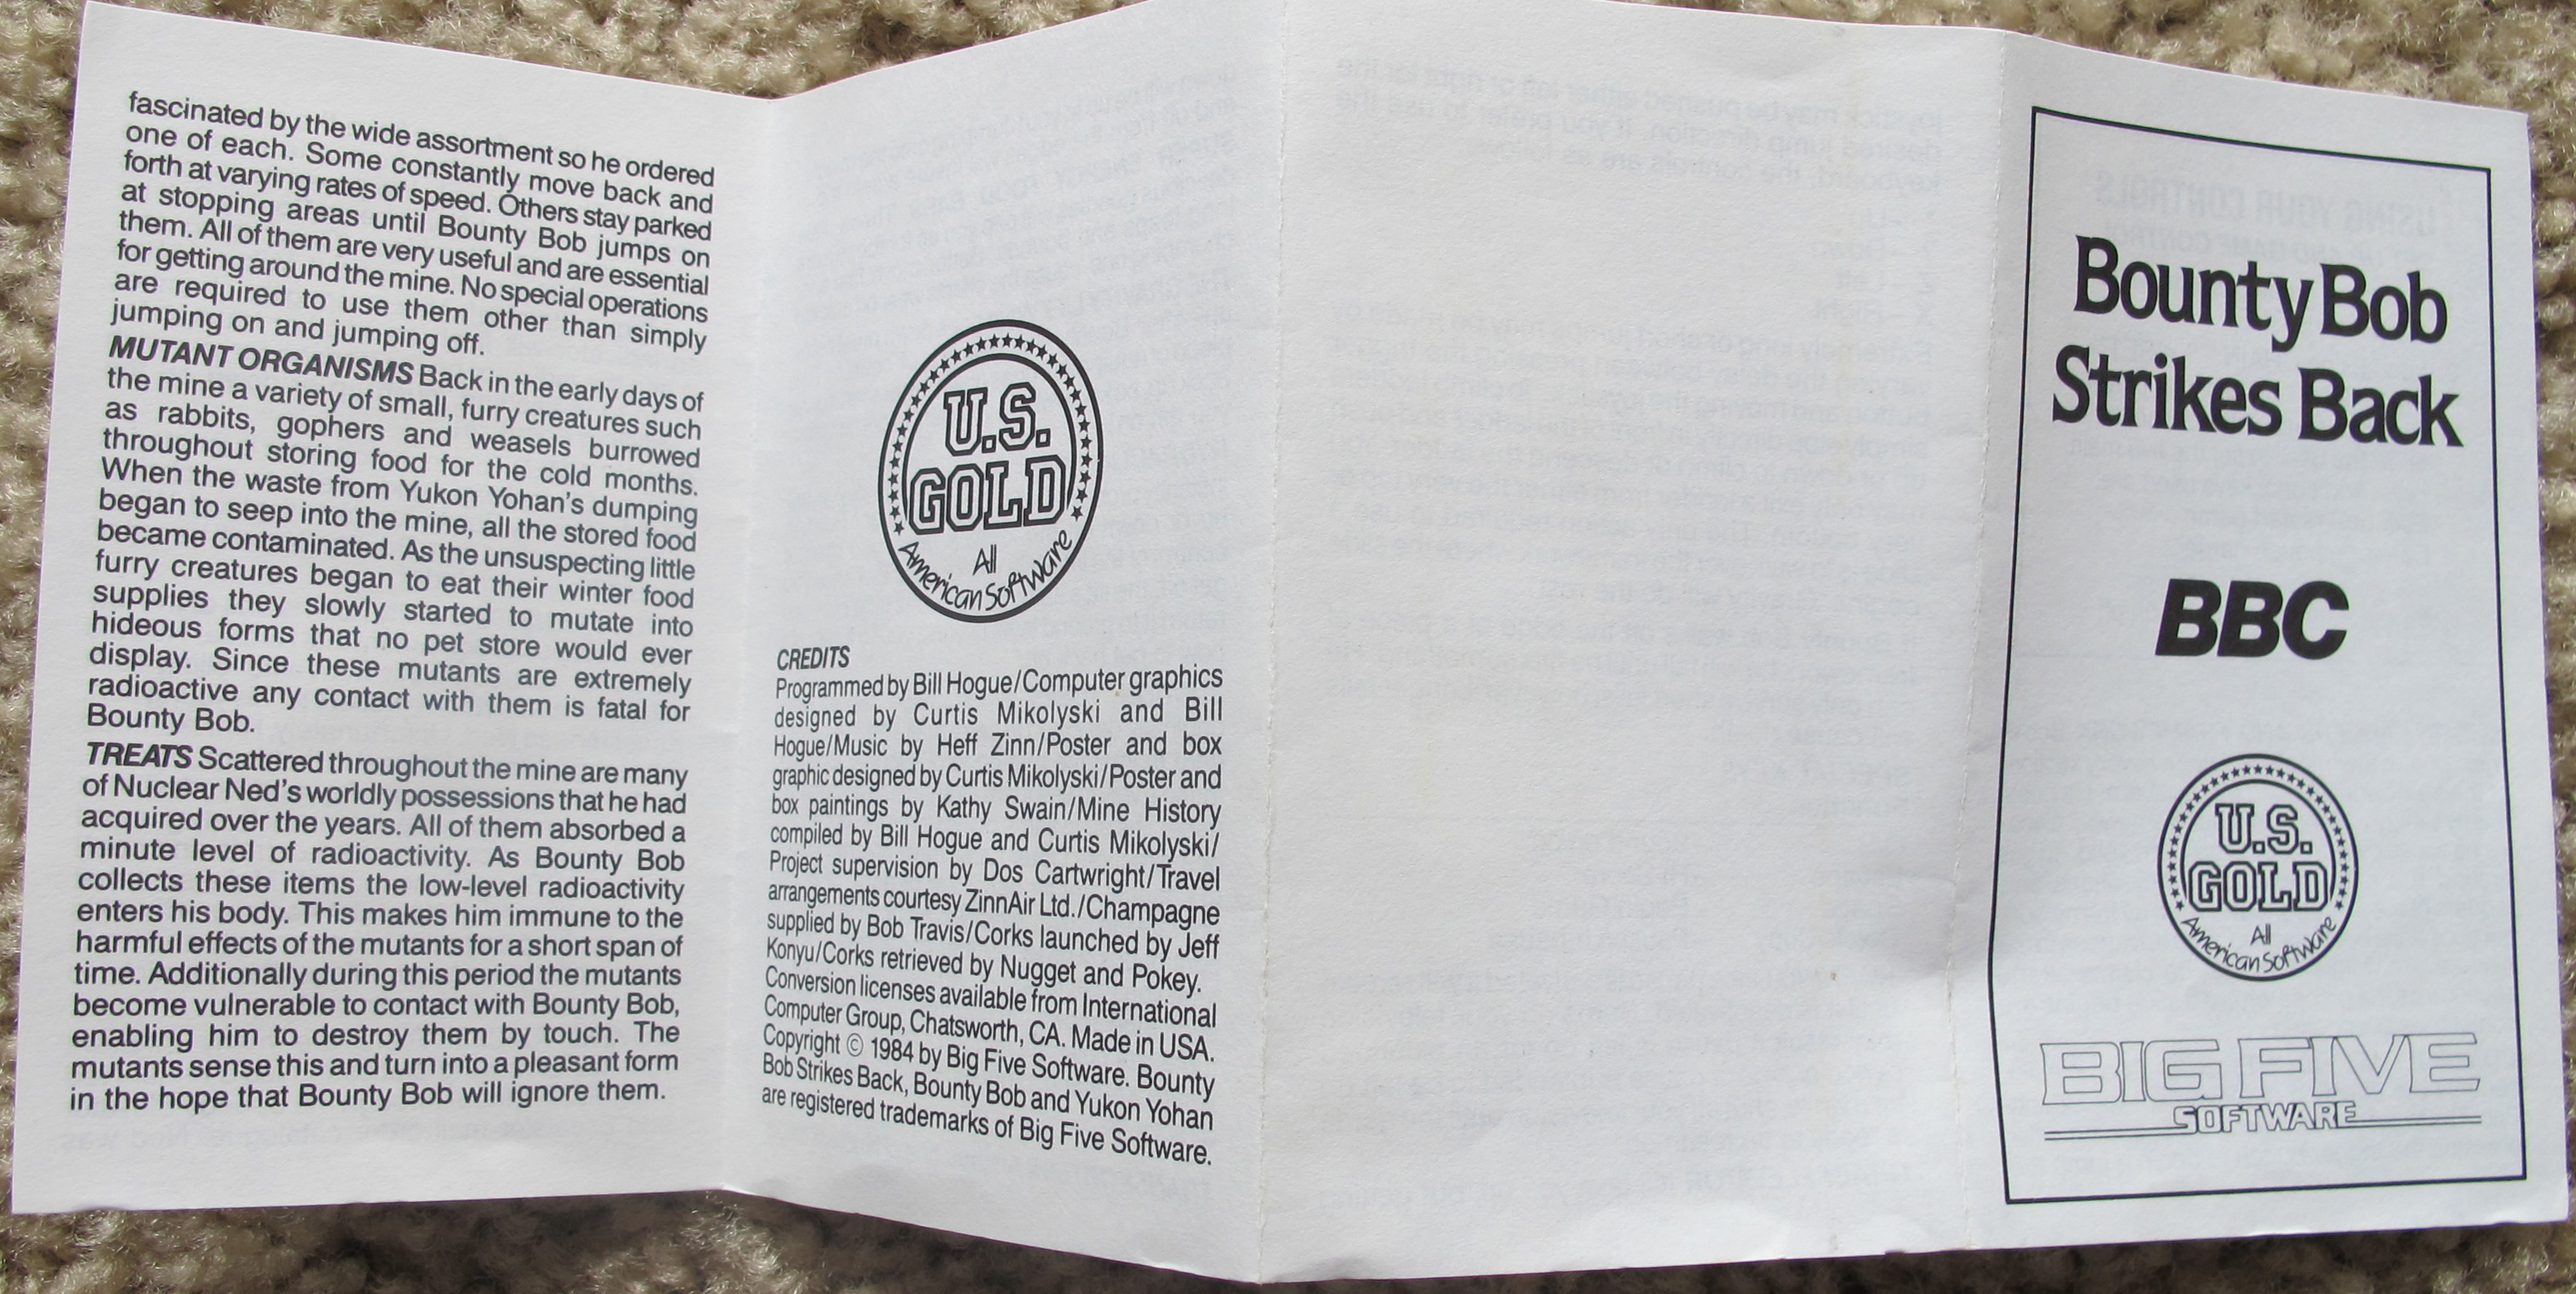 fascinated by the wide assortment so he ordered
one of each. Some constantly move back and
forth at varying rates of speed. Others stay parked
at stopping areas until Bounty Bob jumps on
them. All of them are very useful and are essential
for getting around the mine. No special operations
are required to use them other than simply
jumping on and jumping off.
MUTANT ORGANISMS Back in the early days of
the mine a variety of small, furry creatures such
as rabbits, gophers and weasels burrowed
throughout storing food for the cold months.
When the waste from Yukon Yohan's dumping
began to seep into the mine, all the stored food
became contaminated. As the unsuspecting little
furry creatures began to eat their winter food
supplies they slowly started to mutate into
hideous forms that no pet store would ever
display. Since these mutants are extremely
radioactive any contact with them is fatal for
Bounty Bob.
TREATS Scattered throughout the mine are many
of Nuclear Ned's worldly possessions that he had
acquired over the years. All of them absorbed a
minute level of radioactivity. As Bounty Bob
collects these items the low-level radioactivity
enters his body. This makes him immune to the
harmful effects of the mutants for a short span of
time. Additionally during this period the mutants
become vulnerable to contact with Bounty Bob,
enabling him to destroy them by touch. The
mutants sense this and turn into a pleasant form
in the hope that Bounty Bob will ignore them.
U.S.
GOLD
All
American Software
CREDITS
Programmed by Bill Hogue/Computer graphics
designed by Curtis Mikolyski and Bill
Hogue/Music by Heff Zinn/Poster and box
graphic designed by Curtis Mikolyski/Poster and
box paintings by Kathy Swain/Mine History
compiled by Bill Hogue and Curtis Mikolyski/
Project supervision by Dos Cartwright/Travel
arrangements courtesy ZinnAir Ltd./Champagne
supplied by Bob Travis/Corks launched by Jeff
Konyu/Corks retrieved by Nugget and Pokey.
Conversion licenses available from International
Computer Group, Chatsworth, CA. Made in USA.
Copyright © 1984 by Big Five Software. Bounty
Bob Strikes Back, Bounty Bob and Yukon Yohan
are registered trademarks of Big Five Software.
Bounty Bob
Strikes Back
BBC
U.S.
GOLD
All
American Software
BIG FIVE
SOFTWARE